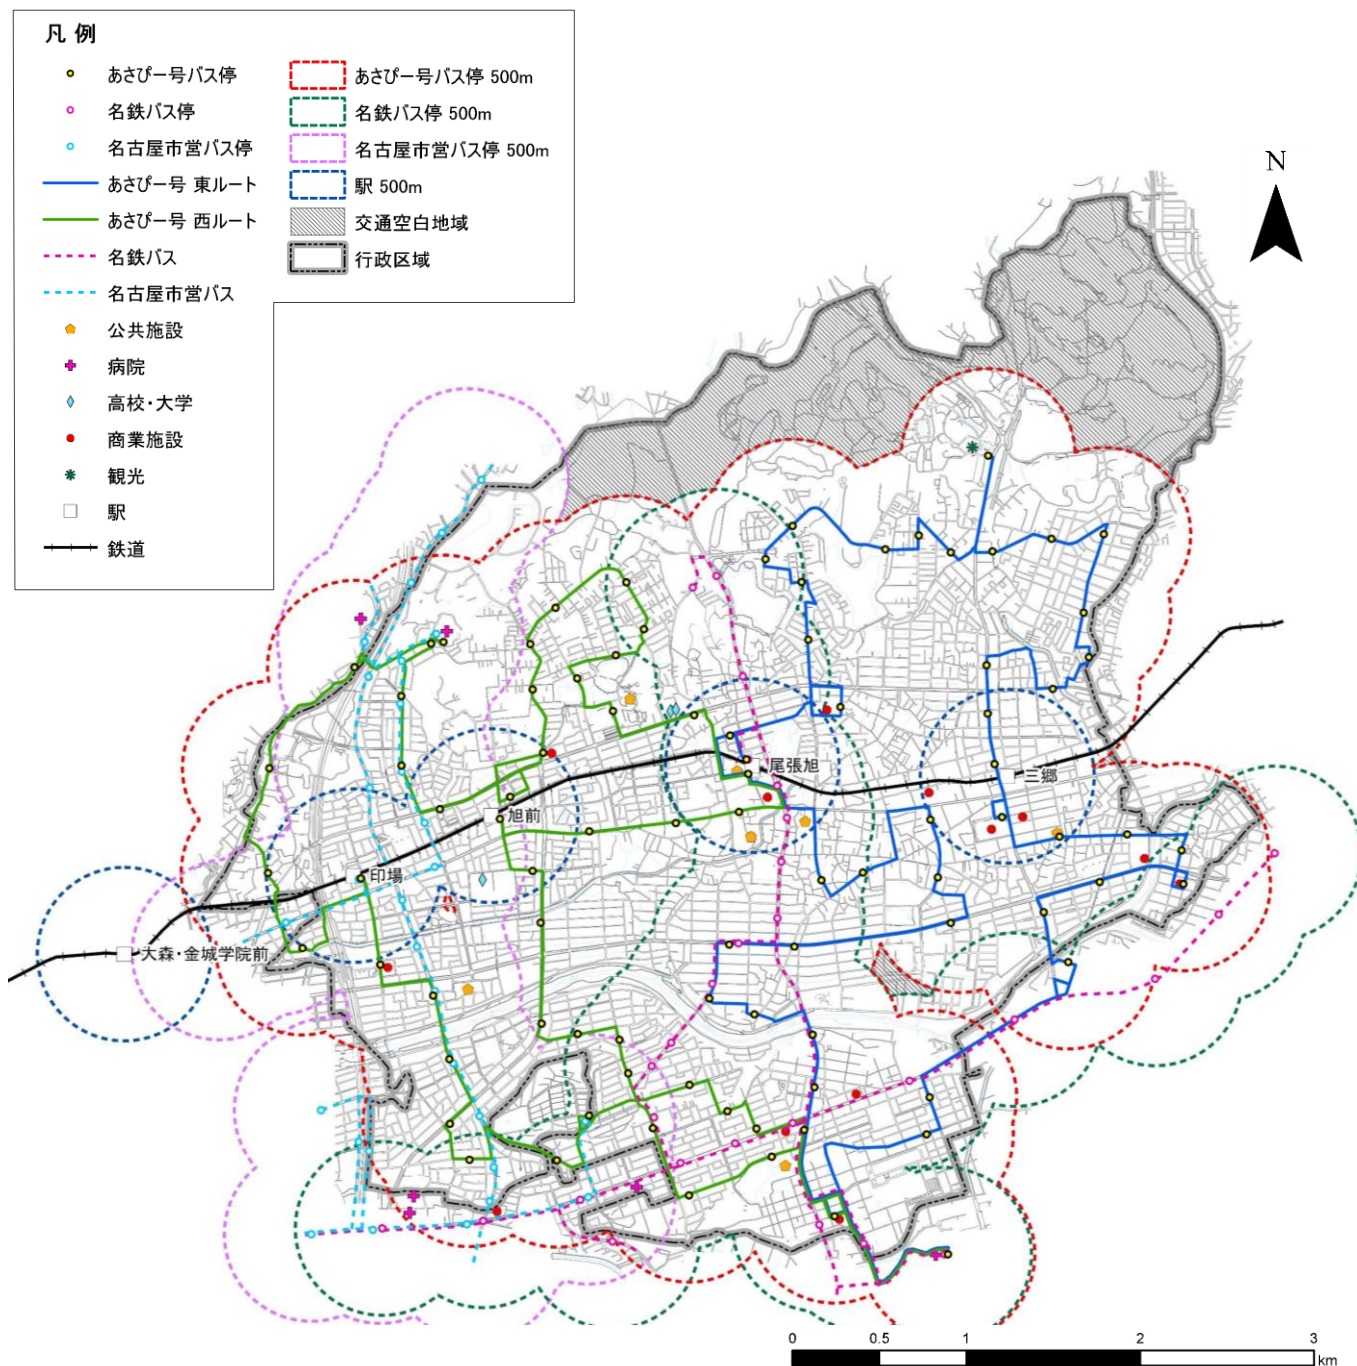 凡 例
あさぴー号バス停
名鉄バス停
名古屋市営バス停
あさぴー号 東ルート
あさぴー号 西ルート
名鉄バス
名古屋市営バス
公共施設
病院
高校・大学
商業施設
観光
駅
鉄道
あさぴー号バス停 500m
名鉄バス停 500m
名古屋市営バス停 500m
駅 500m
交通空白地域
行政区域
N
尾張旭
三郷
旭前
印場
大森・金城学院前
0 0.5 1 2 3
km